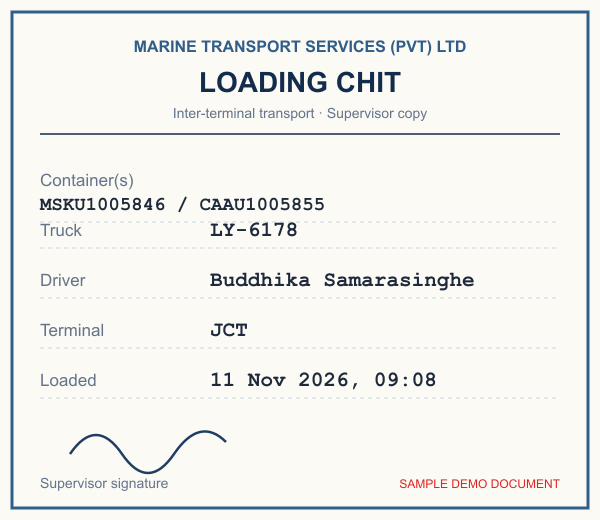 MARINE TRANSPORT SERVICES (PVT) LTD
LOADING CHIT
Inter-terminal transport · Supervisor copy
Container(s)
MSKU1005846 / CAAU1005855
Truck LY-6178
Driver Buddhika Samarasinghe
Terminal JCT
Loaded 11 Nov 2026, 09:08
Supervisor signature SAMPLE DEMO DOCUMENT